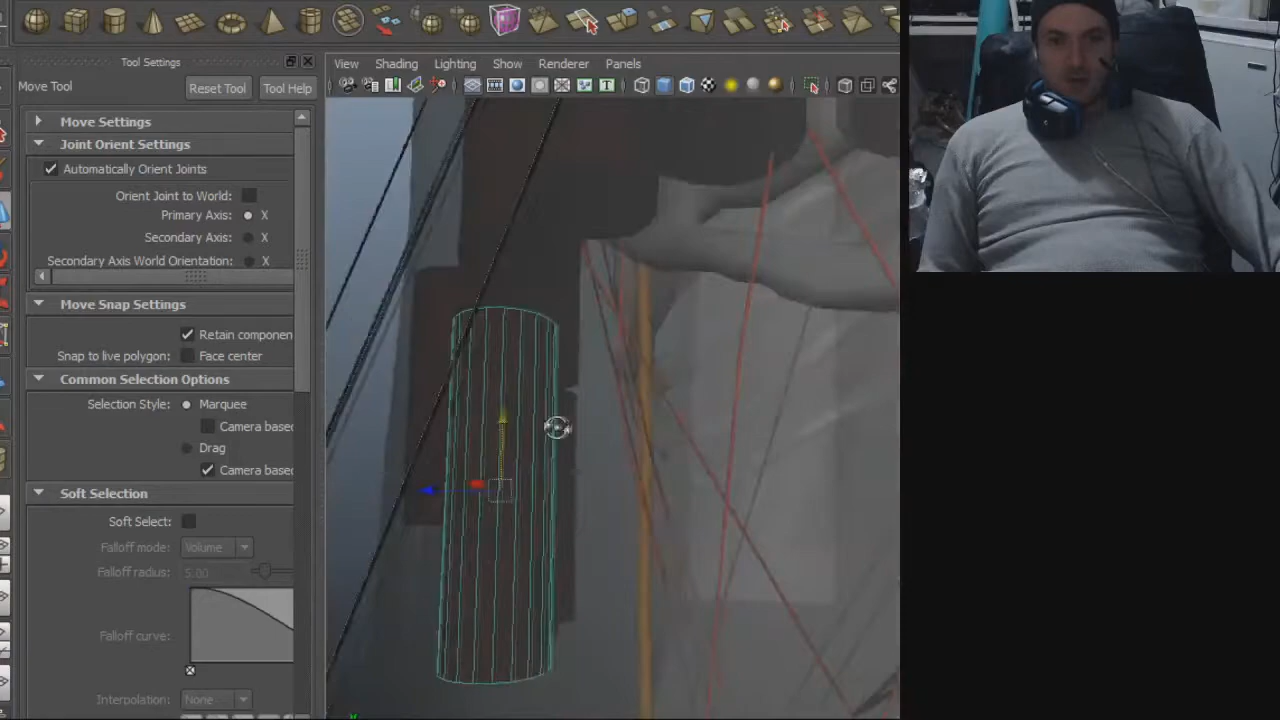 Tool Settings
View Shading Lighting Show Renderer Panels
Move Tool Reset Tool Tool Help
Move Settings
Joint Orient Settings
Automatically Orient Joints
Orient Joint to World:
Primary Axis: X
Secondary Axis: X
Secondary Axis World Orientation: X
Move Snap Settings
Retain componen
Snap to live polygon: Face center
Common Selection Options
Selection Style: Marquee
Camera based
Drag
Camera based
Soft Selection
Soft Select:
Falloff mode: Volume
Falloff radius: 5.00
Falloff curve:
Interpolation: None